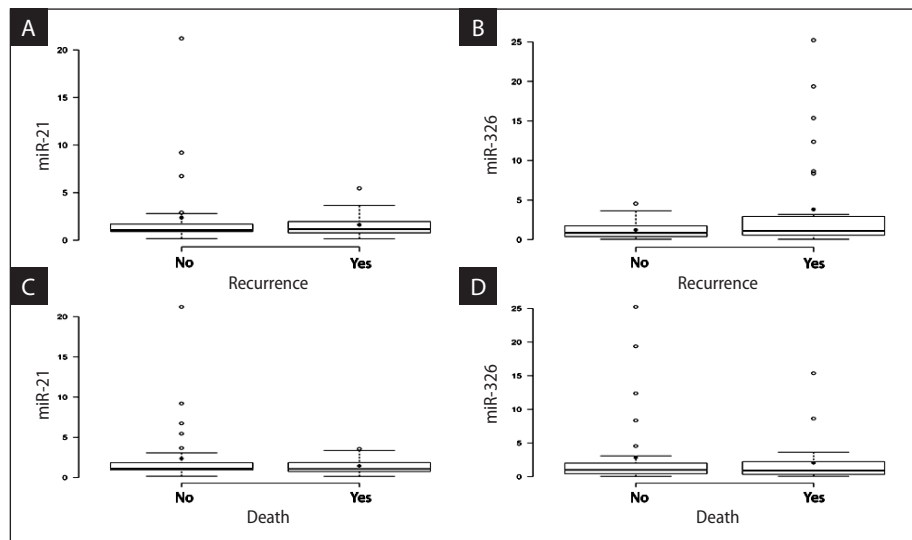 A
miR-21
20
15
10
5
0
No
Yes
Recurrence
B
miR-326
25
20
15
10
5
0
No
Yes
Recurrence
C
miR-21
20
15
10
5
0
No
Yes
Death
D
miR-326
25
20
15
10
5
0
No
Yes
Death